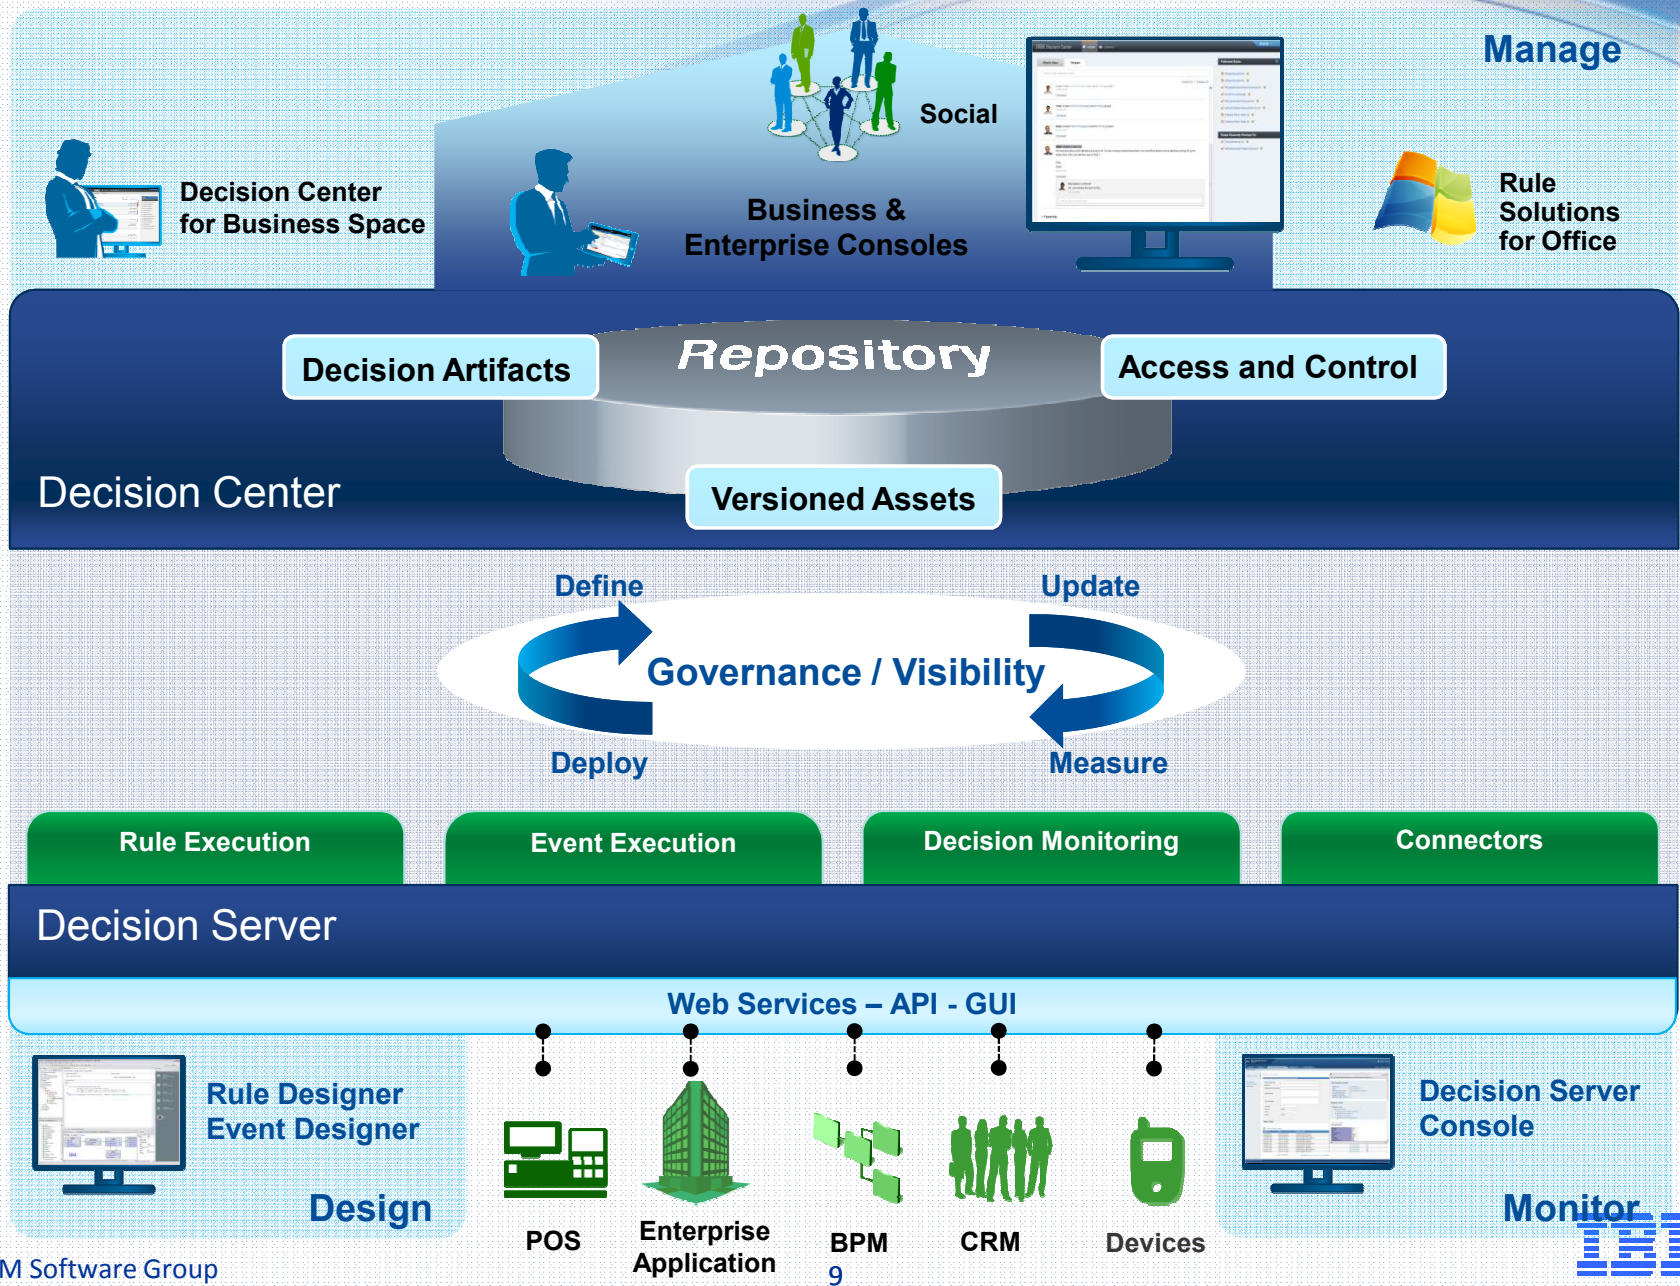 Manage
Social
Decision Center
for Business Space
Business &
Enterprise Consoles
Rule
Solutions
for Office
Repository
Decision Artifacts
Access and Control
Versioned Assets
Decision Center
Define
Update
Governance / Visibility
Deploy
Measure
Rule Execution
Event Execution
Decision Monitoring
Connectors
Decision Server
Web Services – API - GUI
Rule Designer
Event Designer
Design
POS
Enterprise
Application
BPM
CRM
Devices
Decision Server
Console
Monitor
M Software Group
9